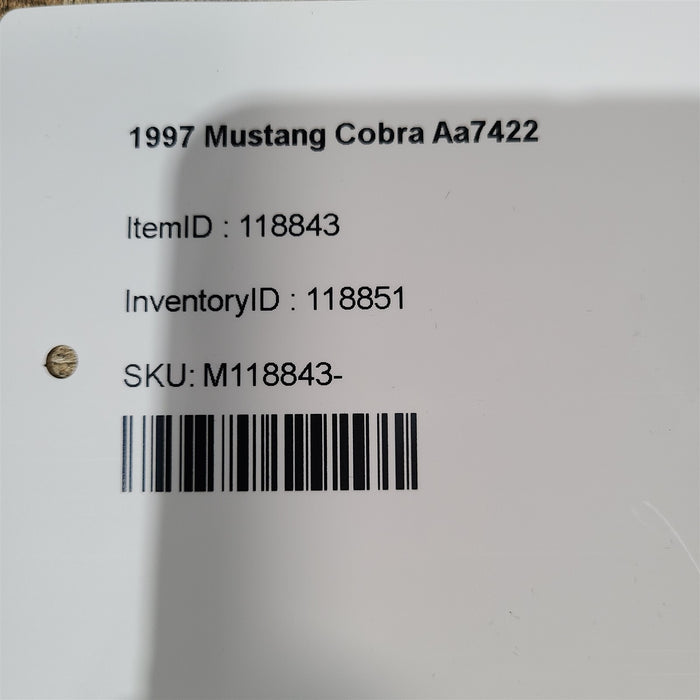 1997 Mustang Cobra Aa7422
ItemID : 118843
InventoryID : 118851
SKU: M118843-